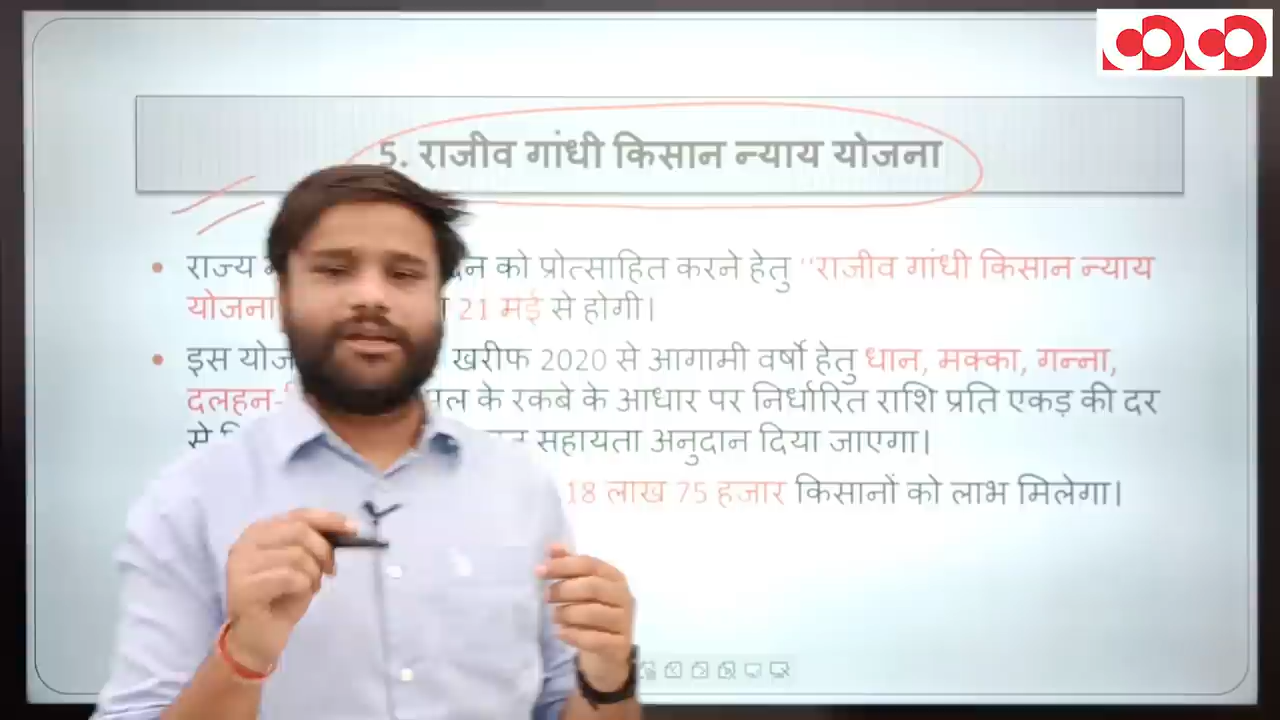 5. राजीव गांधी किसान न्याय योजना
राज्य को प्रोत्साहित करने हेतु "राजीव गांधी किसान न्याय
योजना 21 मई से होगी।
इस खरीफ 2020 से आगामी वर्षो हेतु धान, मक्का, गन्ना,
दलहन- के रकबे के आधार पर निर्धारित राशि प्रति एकड़ की दर
से सहायता अनुदान दिया जाएगा।
18 लाख 75 हजार किसानों को लाभ मिलेगा।